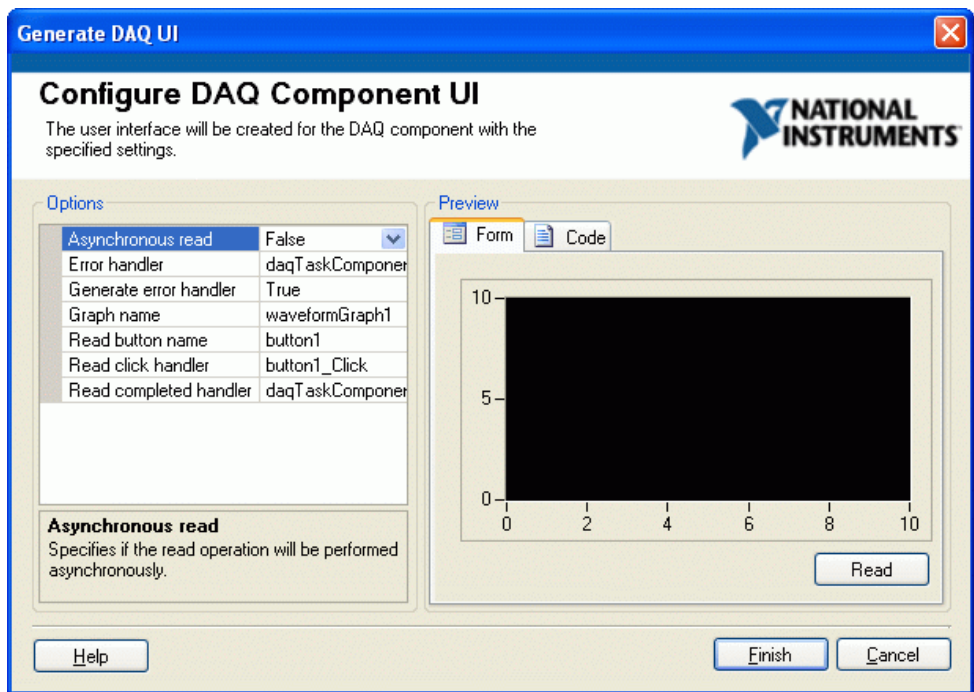 Generate DAQ UI
Configure DAQ Component UI
The user interface will be created for the DAQ component with the
specified settings.
NATIONAL
INSTRUMENTS
Options
Asynchronous read False
Error handler daqTaskComponer
Generate error handler True
Graph name waveformGraph1
Read button name button1
Read click handler button1_Click
Read completed handler daqTaskComponer
Asynchronous read
Specifies if the read operation will be performed
asynchronously.
Preview
Form Code
10
5
0
0 2 4 6 8 10
Read
Help Finish Cancel